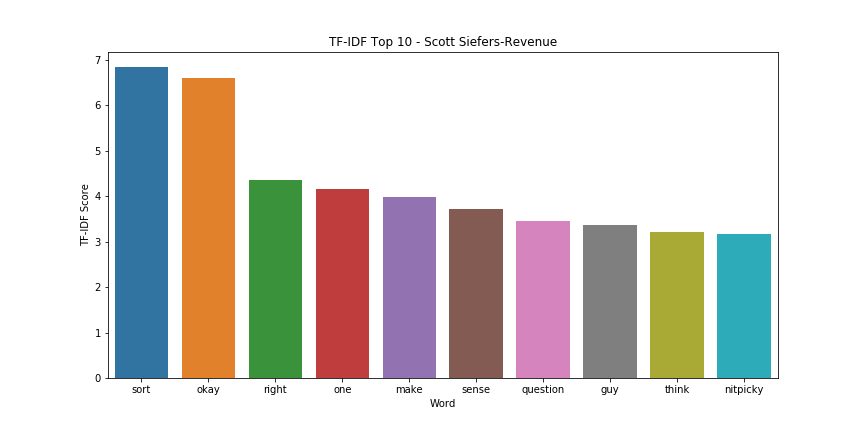 TF-IDF Top 10 - Scott Siefers-Revenue
7
6
5
4
3
2
1
0
TF-IDF Score
sort okay right one make sense question guy think nitpicky
Word